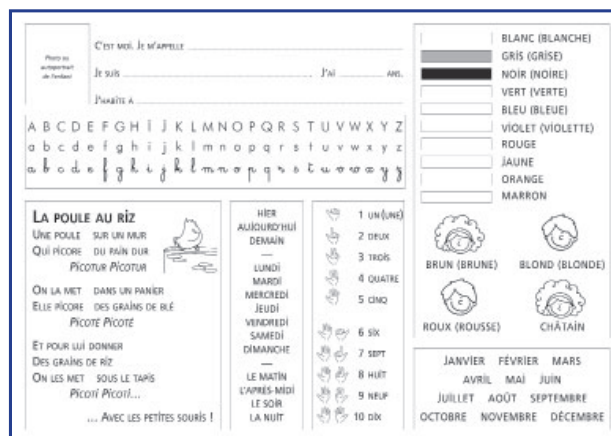 Photo ou
autoportrait
de l'enfant
C'EST MOI. JE M'APPELLE
JE SUIS J'AI ANS.
J'HABITE À
A B C D E F G H I J K L M N O P Q R S T U V W X Y Z
a b c d e f g h i j k l m n o p q r s t u v w x y z
a b c d e f g h i j k l m n o p q r s t u v w x y z
LA POULE AU RIZ
UNE POULE SUR UN MUR
QUI PICORE DU PAIN DUR
PICOTUR PICOTUR
ON LA MET DANS UN PANIER
ELLE PICORE DES GRAINS DE BLÉ
PICOTÉ PICOTÉ
ET POUR LUI DONNER
DES GRAINS DE RIZ
ON LES MET SOUS LE TAPIS
PICOTI PICOTI...
... AVEC LES PETITES SOURIS !
HIER
AUJOURD'HUI
DEMAIN
—
LUNDI
MARDI
MERCREDI
JEUDI
VENDREDI
SAMEDI
DIMANCHE
—
LE MATIN
L'APRÈS-MIDI
LE SOIR
LA NUIT
1 UN (UNE)
2 DEUX
3 TROIS
4 QUATRE
5 CINQ
6 SIX
7 SEPT
8 HUIT
9 NEUF
10 DIX
BLANC (BLANCHE)
GRIS (GRISE)
NOIR (NOIRE)
VERT (VERTE)
BLEU (BLEUE)
VIOLET (VIOLETTE)
ROUGE
JAUNE
ORANGE
MARRON
BRUN (BRUNE) BLOND (BLONDE)
ROUX (ROUSSE) CHÂTAIN
JANVIER FÉVRIER MARS
AVRIL MAI JUIN
JUILLET AOÛT SEPTEMBRE
OCTOBRE NOVEMBRE DÉCEMBRE